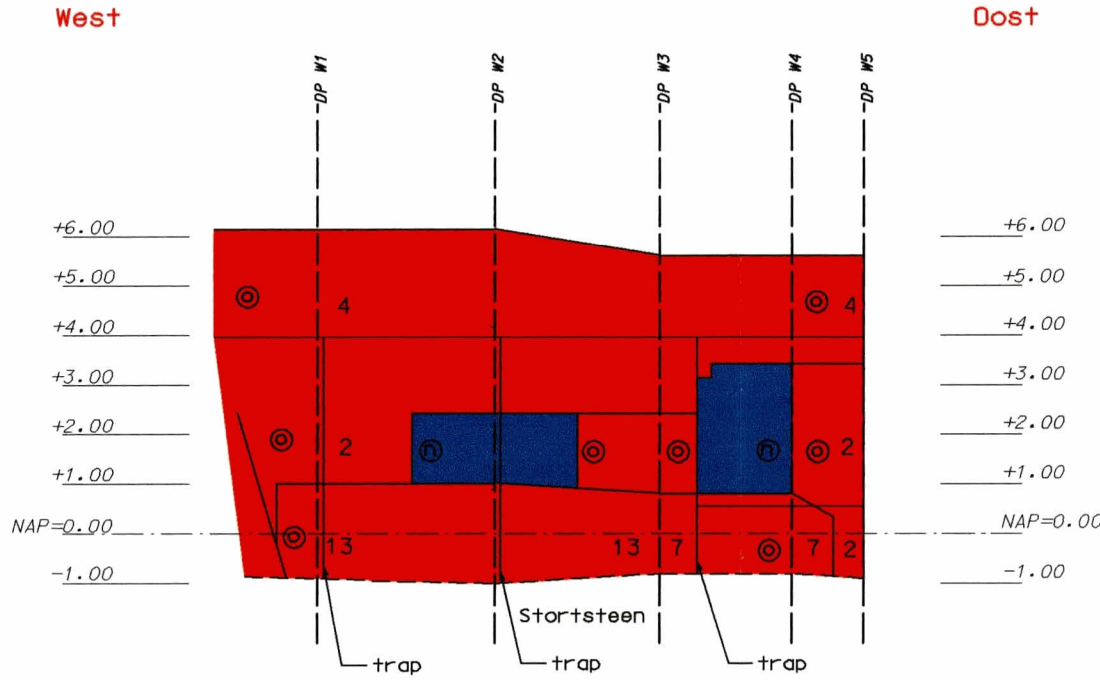 West
Oost
DP W1
DP W2
DP W3
DP W4
DP W5
+6.00
+6.00
+5.00
+5.00
4
4
+4.00
+4.00
+3.00
+3.00
+2.00
+2.00
2
n
n
2
+1.00
+1.00
NAP=0.00
NAP=0.00
13
13
7
7
2
-1.00
-1.00
Stortsteen
trap
trap
trap